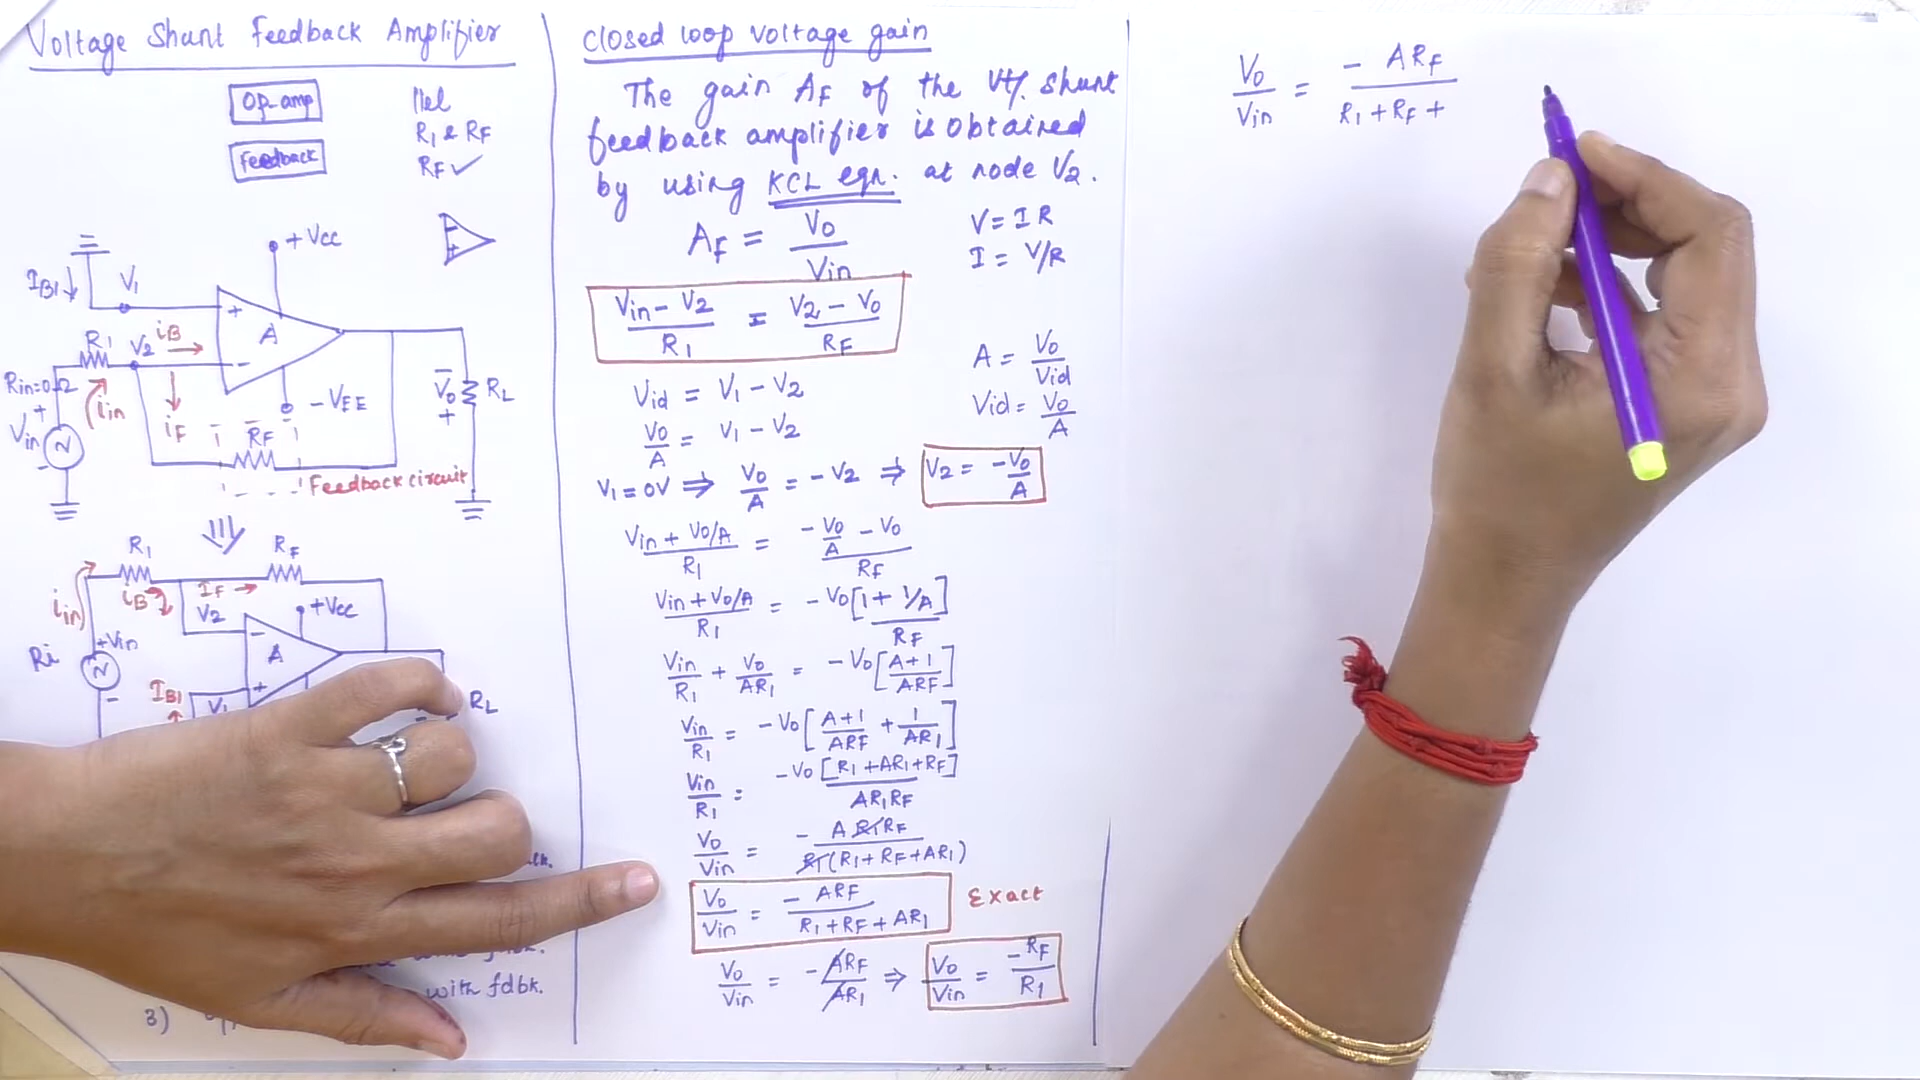 Voltage Shunt Feedback Amplifier
Op-amp
Feedback
llel
R1 & RF
RF ✓
+Vcc
IB1↓
V1
+
A
R1
V2
iB
-
Rin=0Ω
iin
+
Vin
-
iF
RF
-VEE
V̄o
+
RL
Feedback circuit
R1
RF
iin
iB
IF
V2
+Vcc
-
A
+
+Vin
Ri
-
IB1
V1
RL
with fdbk.
3)
Closed loop voltage gain
The gain AF of the Vtg. Shunt
feedback amplifier is obtained
by using KCL eqn. at node V2.
AF = Vo/Vin
V = IR
I = V/R
(Vin - V2)/R1 = (V2 - Vo)/RF
Vid = V1 - V2
Vo/A = V1 - V2
A = Vo/Vid
Vid = Vo/A
V1 = 0V ⇒ Vo/A = -V2 ⇒ V2 = -Vo/A
(Vin + Vo/A)/R1 = (-Vo/A - Vo)/RF
(Vin + Vo/A)/R1 = -Vo[1 + 1/A]/RF
Vin/R1 + Vo/AR1 = -Vo[(A+1)/ARF]
Vin/R1 = -Vo[(A+1)/ARF + 1/AR1]
Vin/R1 = -Vo[R1 + AR1 + RF]/AR1RF
Vo/Vin = - A R1 RF/R1(R1 + RF + AR1)
Vo/Vin = - ARF/(R1 + RF + AR1) Exact
Vo/Vin = - ARF/AR1 ⇒ Vo/Vin = -RF/R1
Vo/Vin = - ARF/R1 + RF +